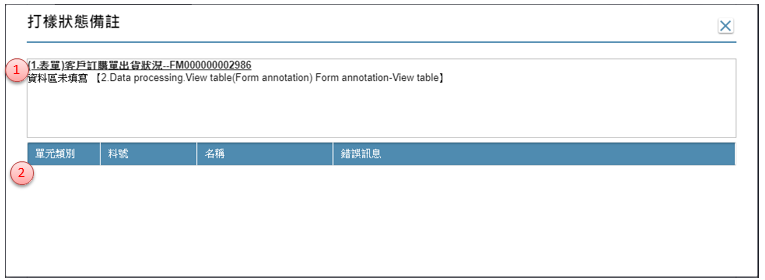 打樣狀態備註
1
(1.表單)客戶訂購單出貨狀況--FM000000002986
資料區未填寫 【2.Data processing.View table(Form annotation) Form annotation-View table】
單元類別 料號 名稱 錯誤訊息
2